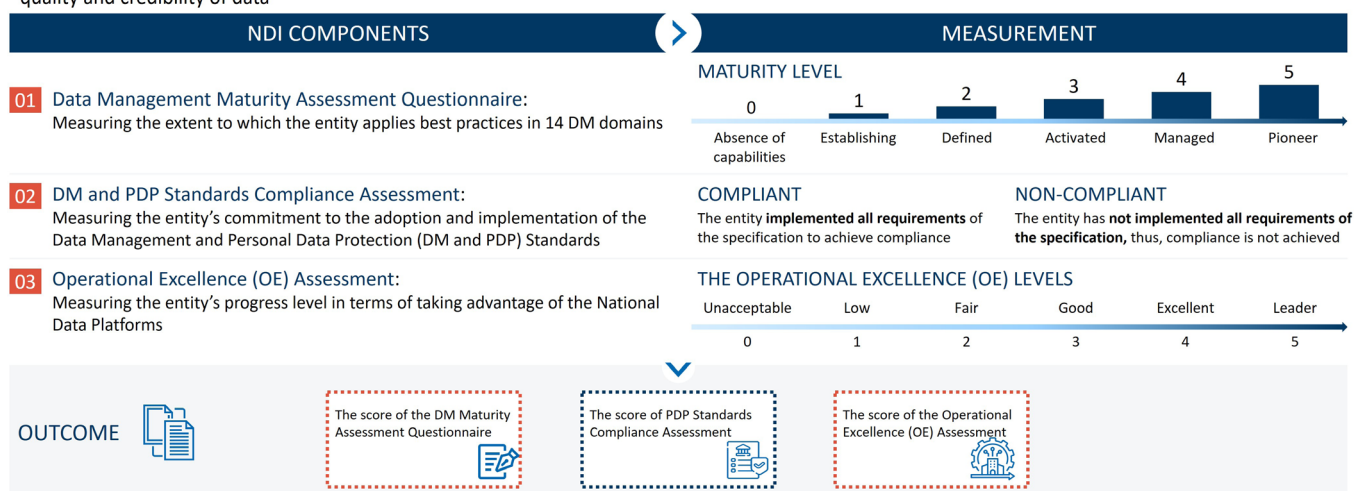 quality and credibility of data
NDI COMPONENTS
MEASUREMENT
01 Data Management Maturity Assessment Questionnaire:
Measuring the extent to which the entity applies best practices in 14 DM domains
MATURITY LEVEL
0 1 2 3 4 5
Absence of capabilities Establishing Defined Activated Managed Pioneer
02 DM and PDP Standards Compliance Assessment:
Measuring the entity's commitment to the adoption and implementation of the
Data Management and Personal Data Protection (DM and PDP) Standards
COMPLIANT
The entity implemented all requirements of
the specification to achieve compliance
NON-COMPLIANT
The entity has not implemented all requirements of
the specification, thus, compliance is not achieved
03 Operational Excellence (OE) Assessment:
Measuring the entity's progress level in terms of taking advantage of the National
Data Platforms
THE OPERATIONAL EXCELLENCE (OE) LEVELS
Unacceptable Low Fair Good Excellent Leader
0 1 2 3 4 5
OUTCOME
The score of the DM Maturity
Assessment Questionnaire
The score of PDP Standards
Compliance Assessment
The score of the Operational
Excellence (OE) Assessment